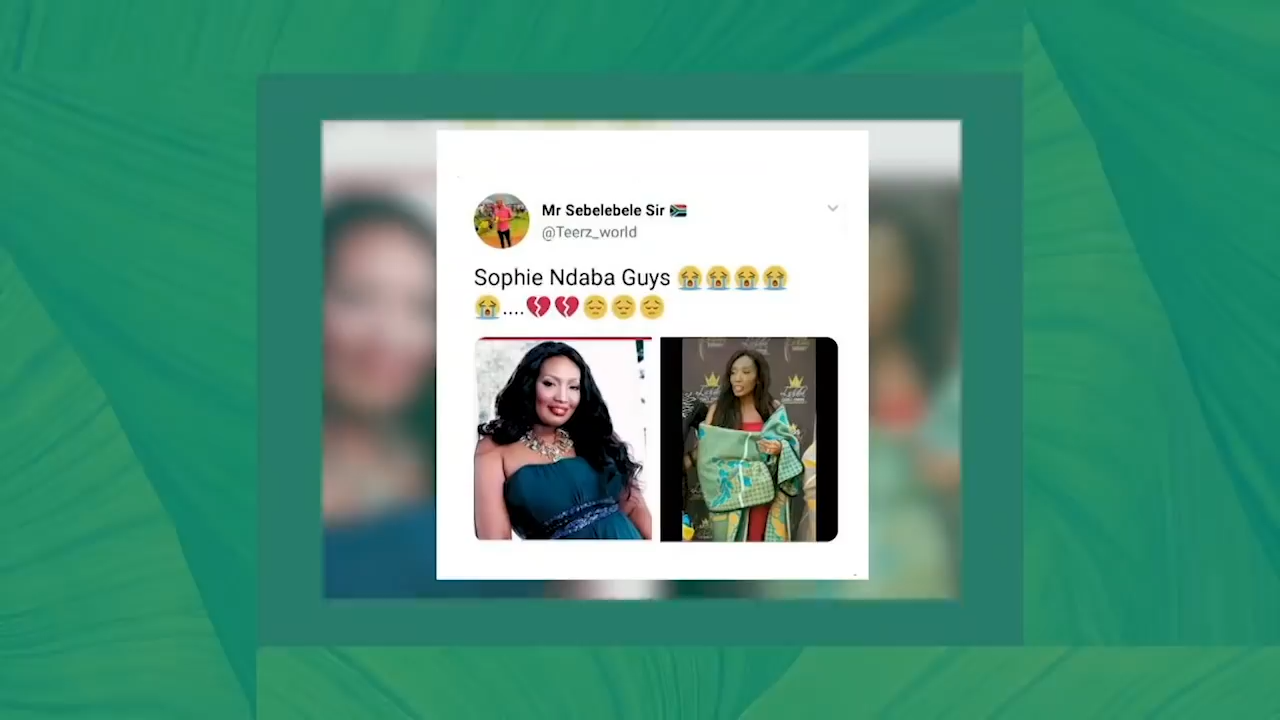 Mr Sebelebele Sir 🇿🇦
@Teerz_world
Sophie Ndaba Guys 😭😭😭😭
😭....💔💔😔😔😔